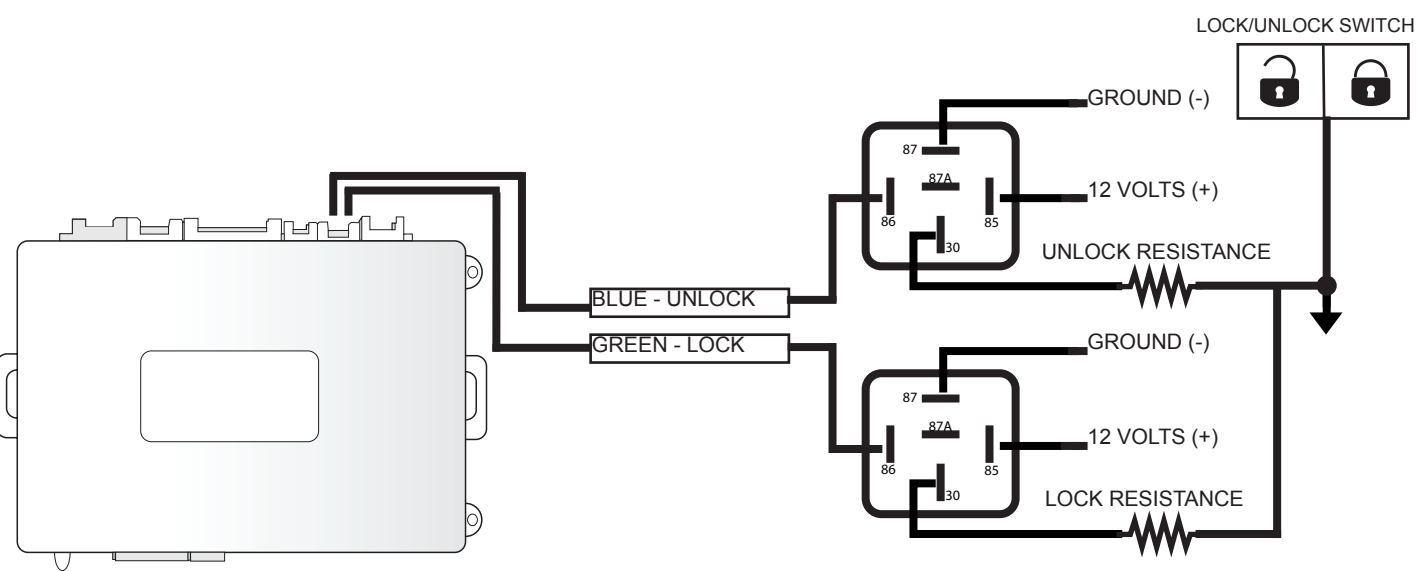 LOCK/UNLOCK SWITCH
GROUND (-)
87
87A
12 VOLTS (+)
86
85
30
UNLOCK RESISTANCE
BLUE - UNLOCK
GREEN - LOCK
GROUND (-)
87
87A
12 VOLTS (+)
86
85
30
LOCK RESISTANCE